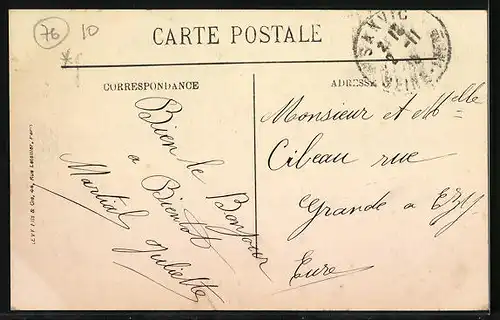 76
10
CARTE POSTALE
SANVIC
CORRESPONDANCE
ADRESSE
Bien le Bonjour
a Bientot
Martial Juliette
Monsieur et Mlle
Cibeau rue
Grande a EZY
Eure